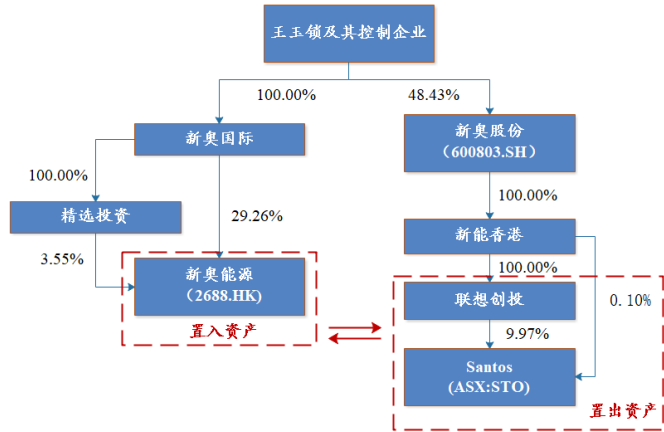 王玉锁及其控制企业
100.00%
48.43%
新奥国际
新奥股份
（600803.SH）
100.00%
100.00%
精选投资
29.26%
新能香港
3.55%
100.00%
新奥能源
（2688.HK)
联想创投
0.10%
置入资产
9.97%
Santos
(ASX:STO)
置出资产